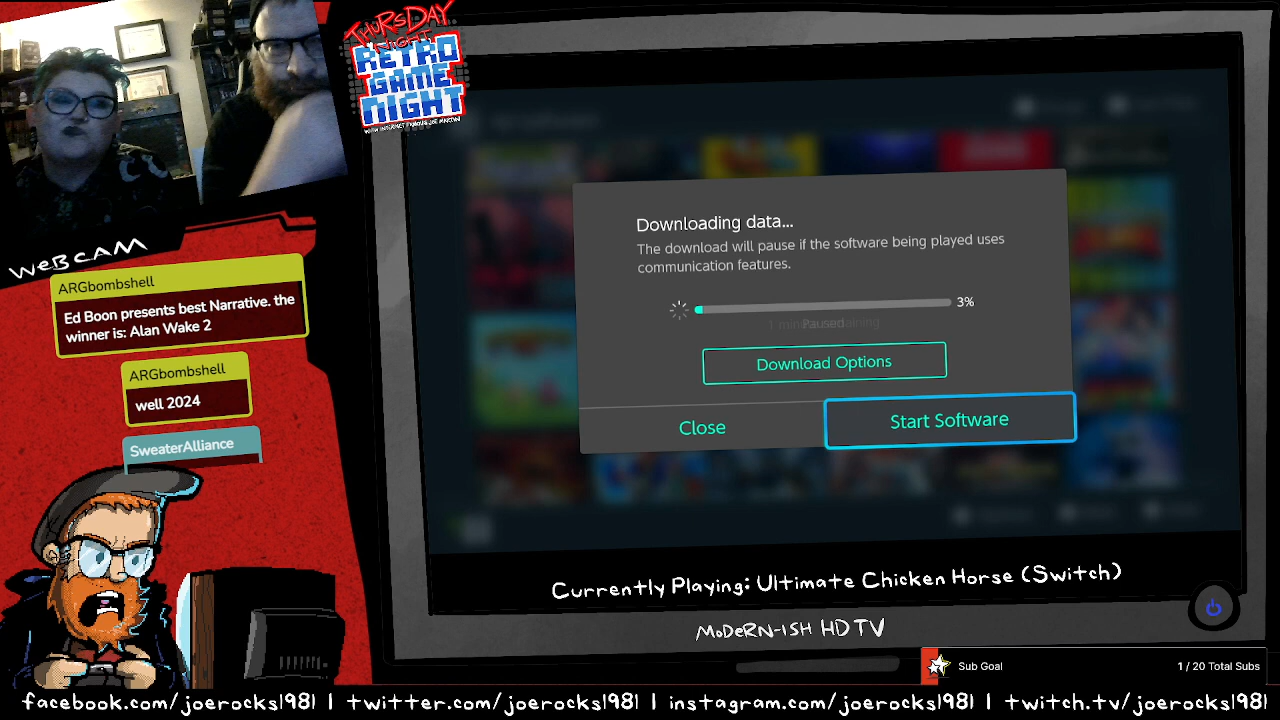 THURSDAY
NIGHT
RETRO
GAME
NIGHT
WEBCAM
ARGbombshell
Ed Boon presents best Narrative. the
winner is: Alan Wake 2
ARGbombshell
well 2024
SweaterAlliance
Downloading data...
The download will pause if the software being played uses
communication features.
3%
Paused
Download Options
Close
Start Software
Currently Playing: Ultimate Chicken Horse (Switch)
MODERN-ISH HDTV
Sub Goal
1 / 20 Total Subs
facebook.com/joerocks1981 | twitter.com/joerocks1981 | instagram.com/joerocks1981 | twitch.tv/joerocks1981